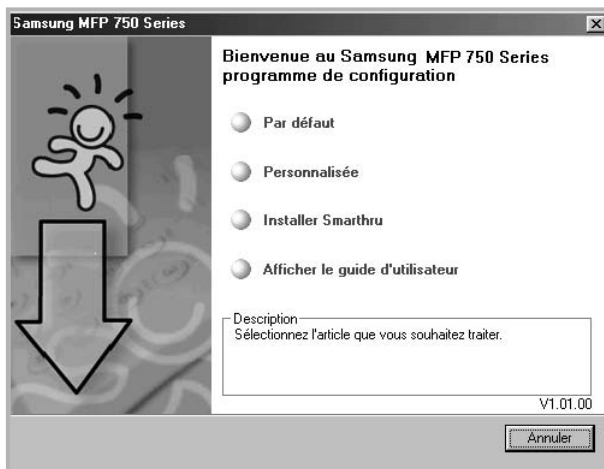 Samsung MFP 750 Series
Bienvenue au Samsung MFP 750 Series
programme de configuration
Par défaut
Personnalisée
Installer Smarthru
Afficher le guide d'utilisateur
Description
Sélectionnez l'article que vous souhaitez traiter.
V1.01.00
Annuler